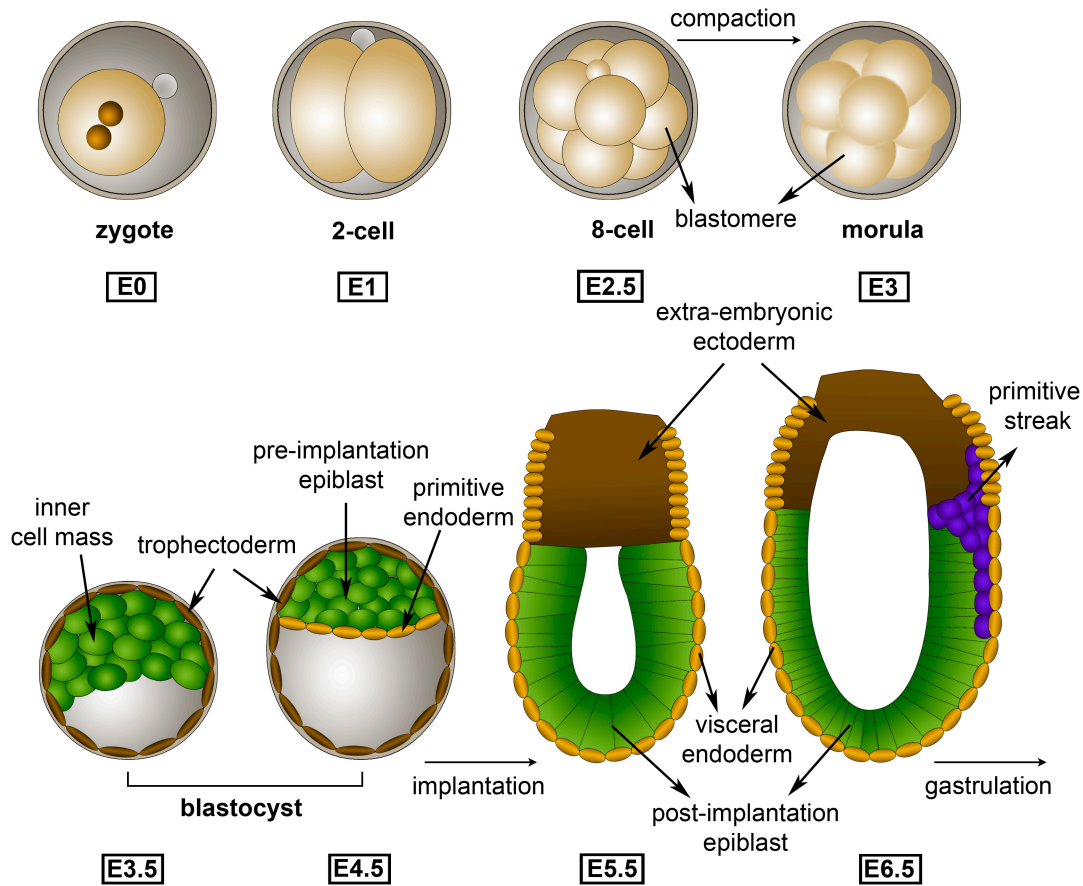 compaction
blastomere
zygote
2-cell
8-cell
morula
E0
E1
E2.5
E3
extra-embryonic
ectoderm
primitive
streak
pre-implantation
epiblast
primitive
endoderm
inner
cell mass
trophectoderm
visceral
endoderm
implantation
gastrulation
blastocyst
post-implantation
epiblast
E3.5
E4.5
E5.5
E6.5